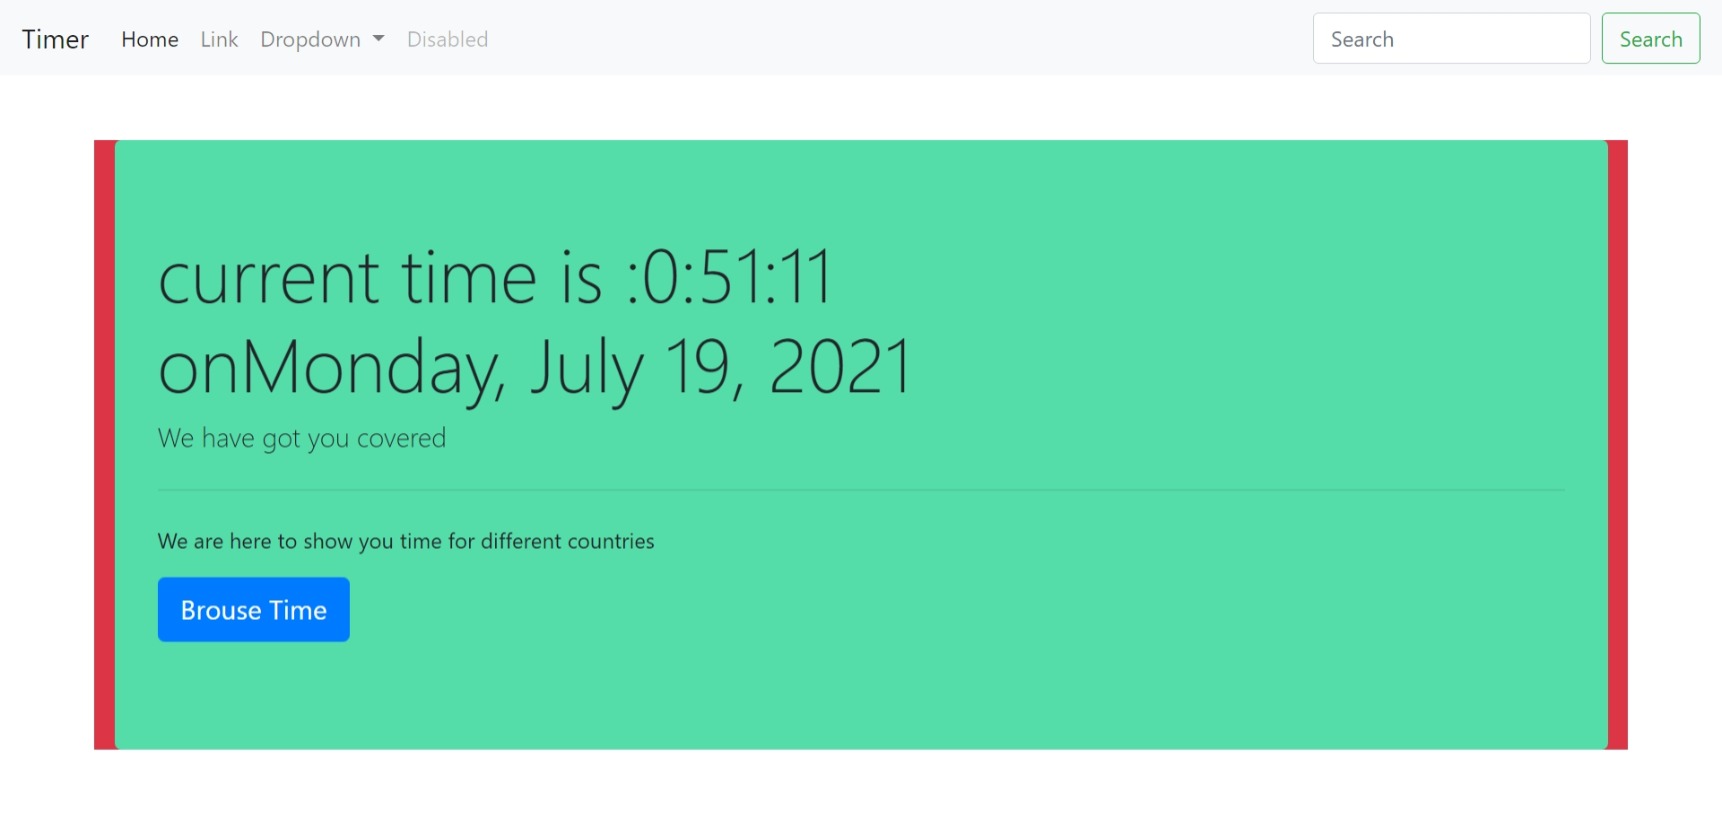 Timer Home Link Dropdown Disabled Search Search
current time is :0:51:11
onMonday, July 19, 2021
We have got you covered
We are here to show you time for different countries
Brouse Time